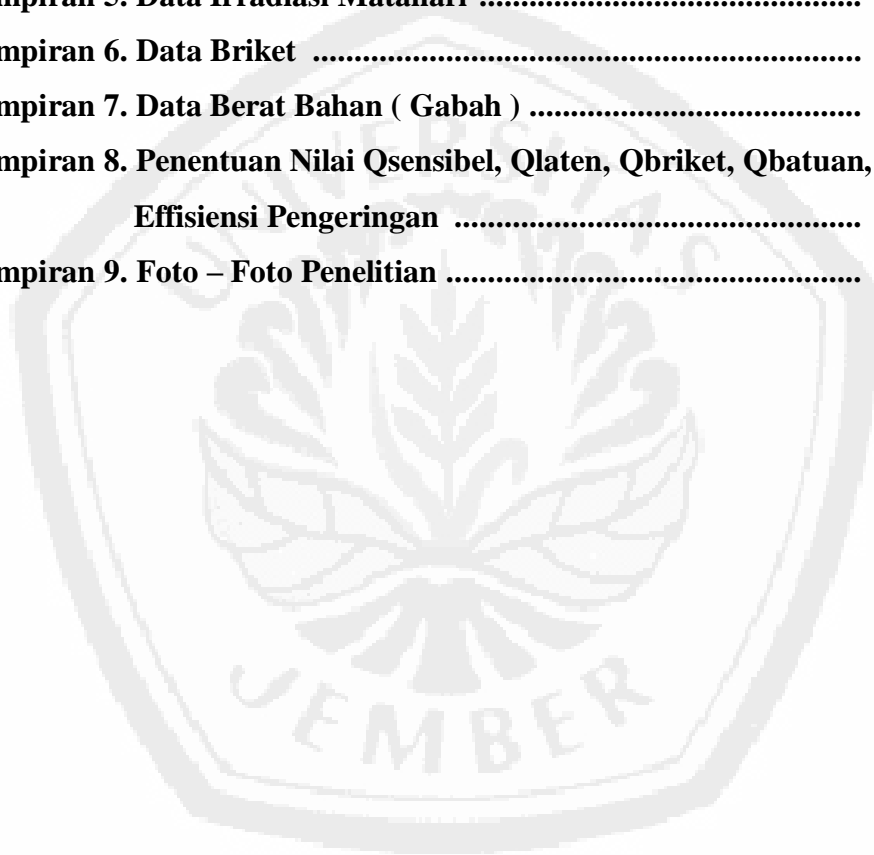 mpiran 5. Data Irradiasi Matahari ..............................................
mpiran 6. Data Briket ..................................................................
mpiran 7. Data Berat Bahan ( Gabah ) ........................................
mpiran 8. Penentuan Nilai Qsensibel, Qlaten, Qbriket, Qbatuan,
Effisiensi Pengeringan .................................................
mpiran 9. Foto – Foto Penelitian ..................................................
UNIVERSITAS
JEMBER